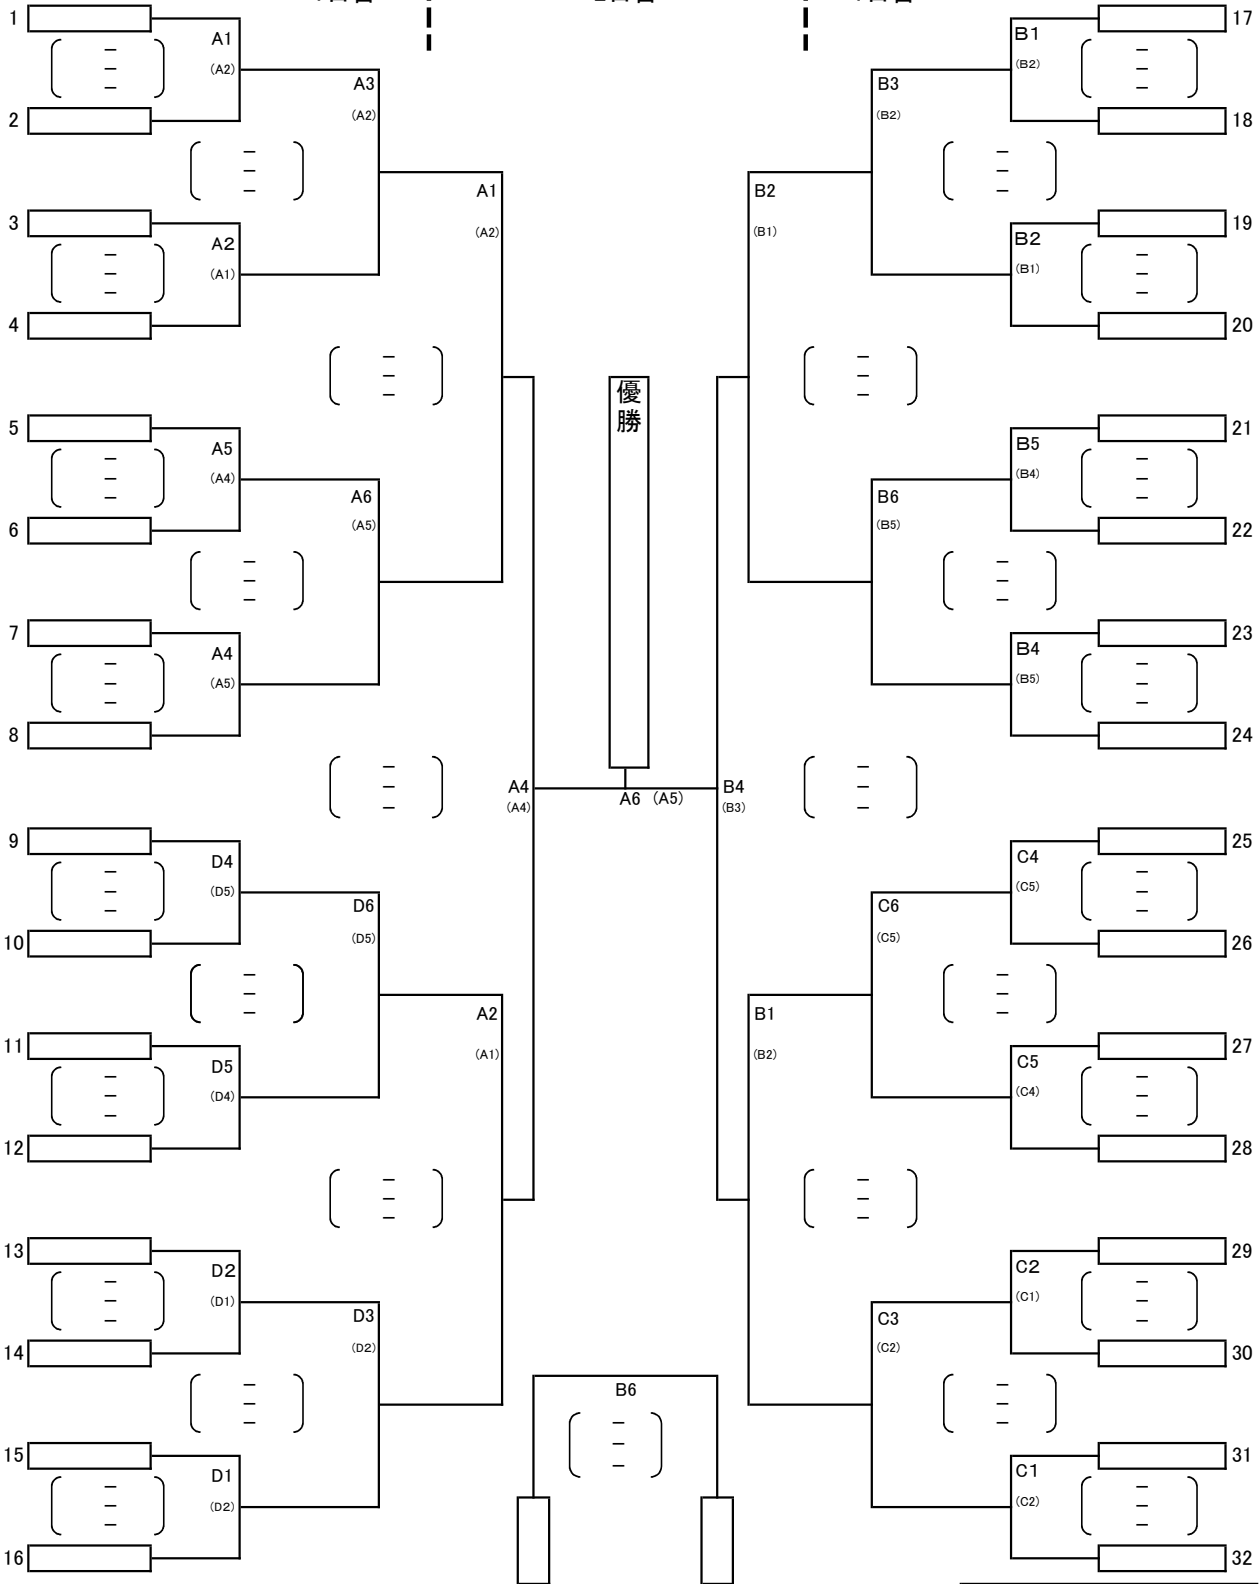 1
A1
(A2)
2
A3
(A2)
3
A2
(A1)
4
A1
(A2)
5
A5
(A4)
6
A6
(A5)
7
A4
(A5)
8
9
D4
(D5)
10
D6
(D5)
11
D5
(D4)
12
A2
(A1)
13
D2
(D1)
14
D3
(D2)
15
D1
(D2)
16
A4
(A4)
優勝
A6 (A5)
B4
(B3)
B6
17
B1
(B2)
18
B3
(B2)
19
B2
(B1)
20
B2
(B1)
21
B5
(B4)
22
B6
(B5)
23
B4
(B5)
24
25
C4
(C5)
26
C6
(C5)
27
C5
(C4)
28
B1
(B2)
29
C2
(C1)
30
C3
(C2)
31
C1
(C2)
32